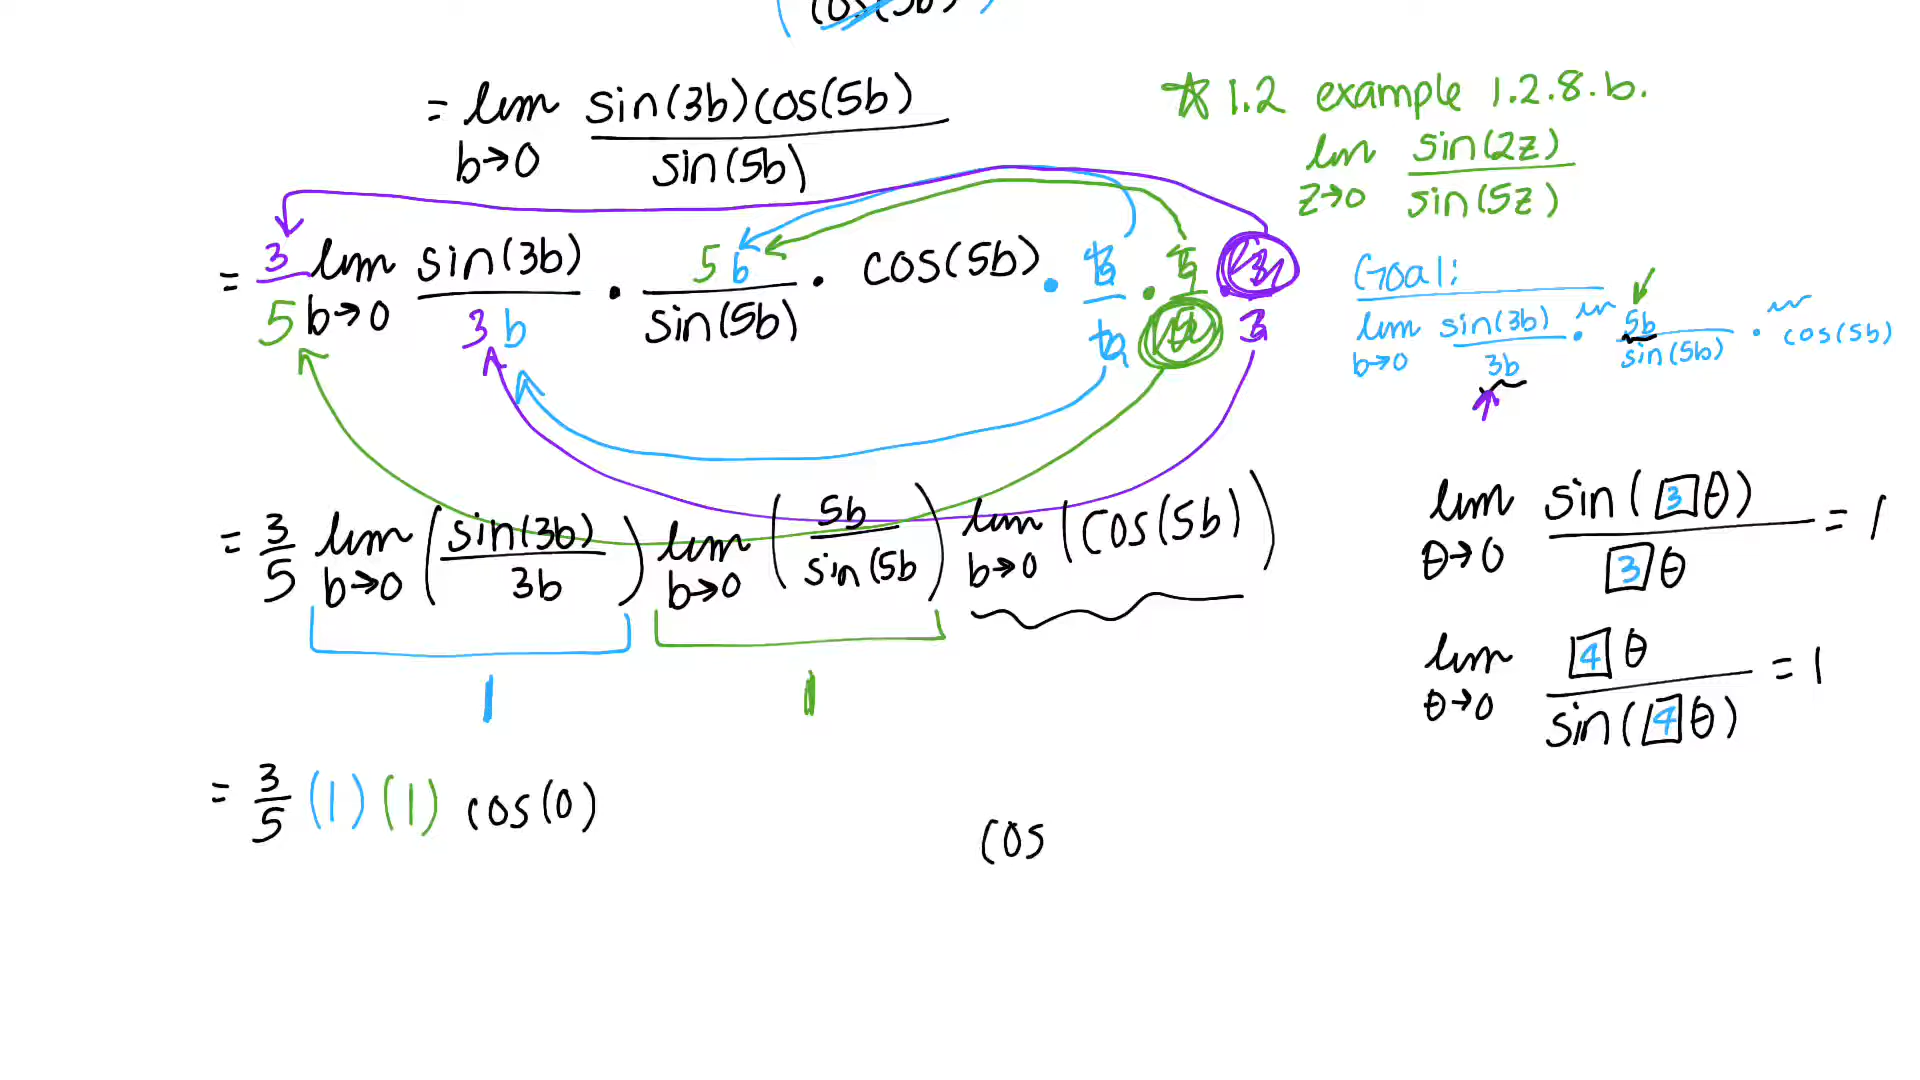 (0)(5b)
= lim b→0 sin(3b)cos(5b) / sin(5b)
= 3/5 lim b→0 sin(3b)/3b · 5b/sin(5b) · cos(5b) · b/b · 5/5 · 3/3
= 3/5 lim b→0 (sin(3b)/3b) lim b→0 (5b/sin(5b) lim b→0 (cos(5b))
1 1
= 3/5 (1) (1) cos(0)
cos
☆ 1.2 example 1.2.8.b.
lim z→0 sin(2z)/sin(5z)
Goal:
lim b→0 sin(3b)/3b · 5b/sin(5b) · cos(5b)
lim θ→0 sin(3θ)/3θ = 1
lim θ→0 4θ/sin(4θ) = 1